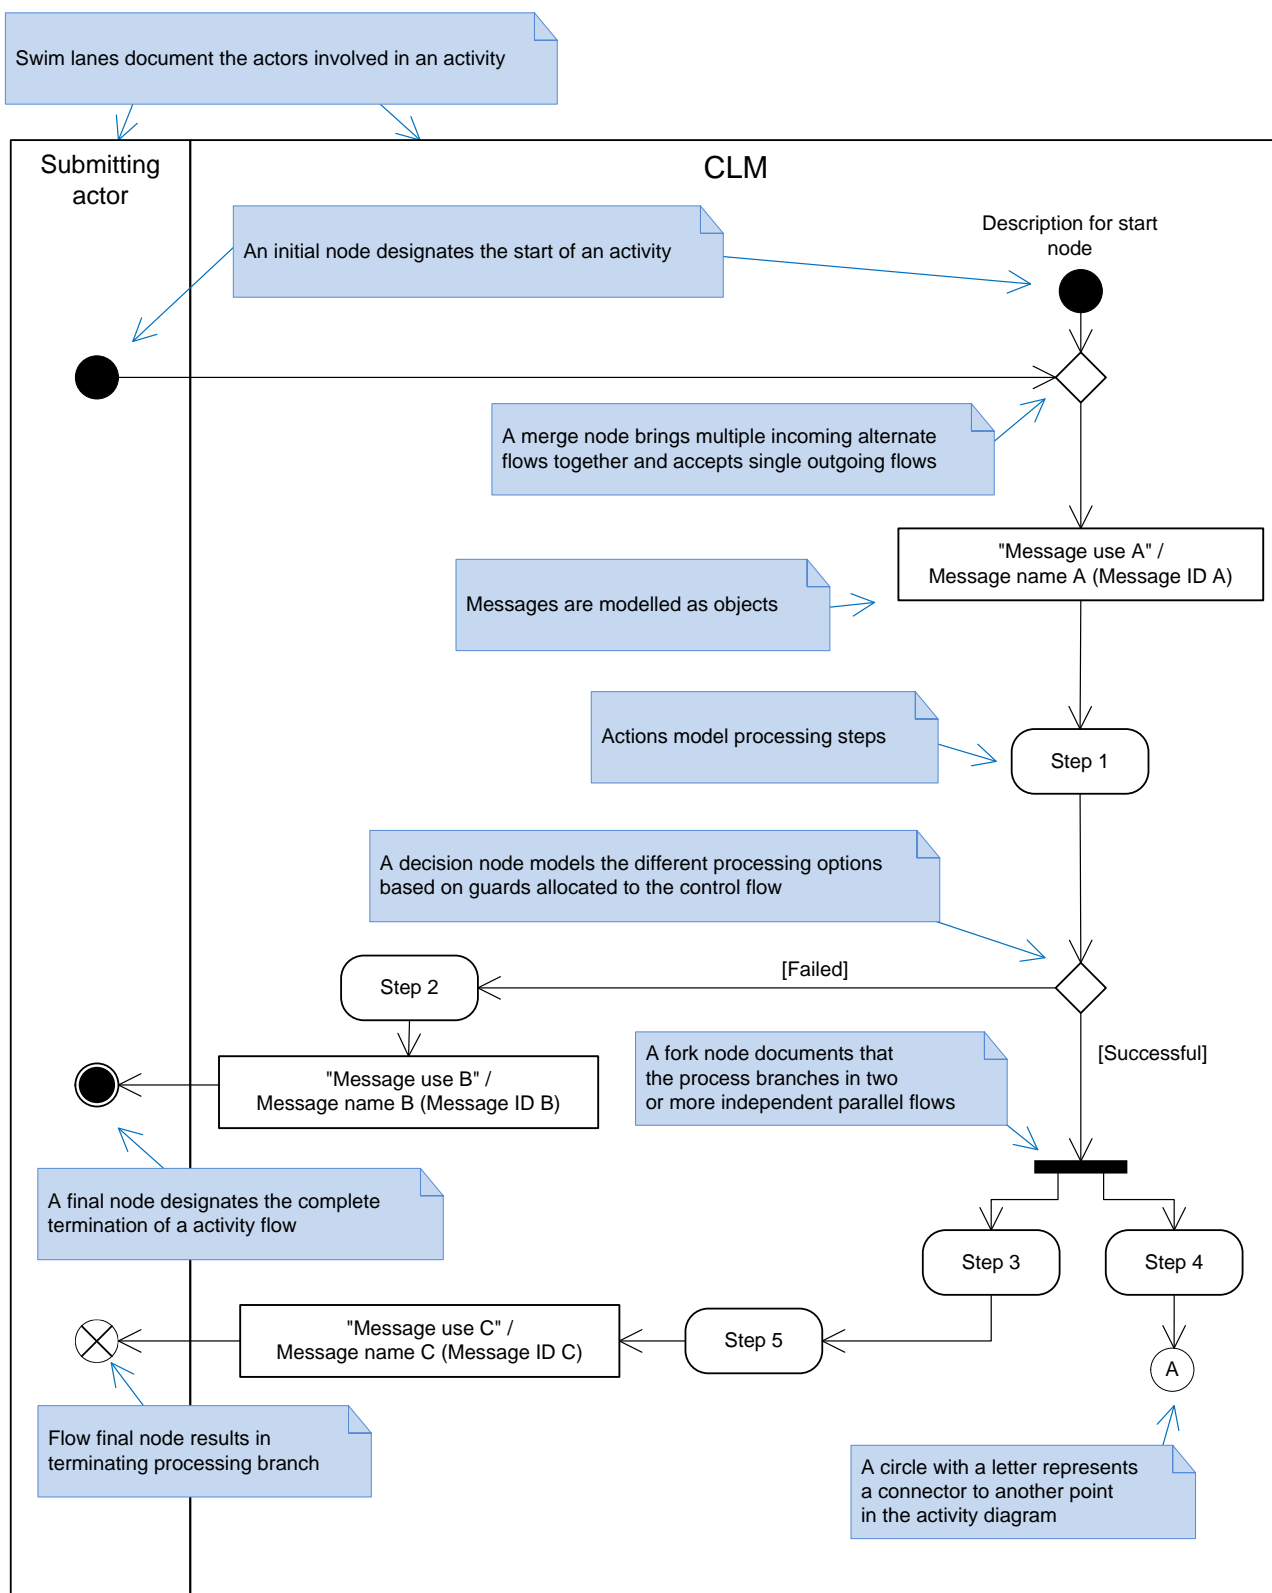 Swim lanes document the actors involved in an activity
Submitting
actor
CLM
An initial node designates the start of an activity
Description for start
node
A merge node brings multiple incoming alternate
flows together and accepts single outgoing flows
"Message use A" /
Message name A (Message ID A)
Messages are modelled as objects
Actions model processing steps
Step 1
A decision node models the different processing options
based on guards allocated to the control flow
[Failed]
Step 2
[Successful]
A fork node documents that
the process branches in two
or more independent parallel flows
"Message use B" /
Message name B (Message ID B)
A final node designates the complete
termination of a activity flow
Step 3
Step 4
"Message use C" /
Message name C (Message ID C)
Step 5
A
Flow final node results in
terminating processing branch
A circle with a letter represents
a connector to another point
in the activity diagram